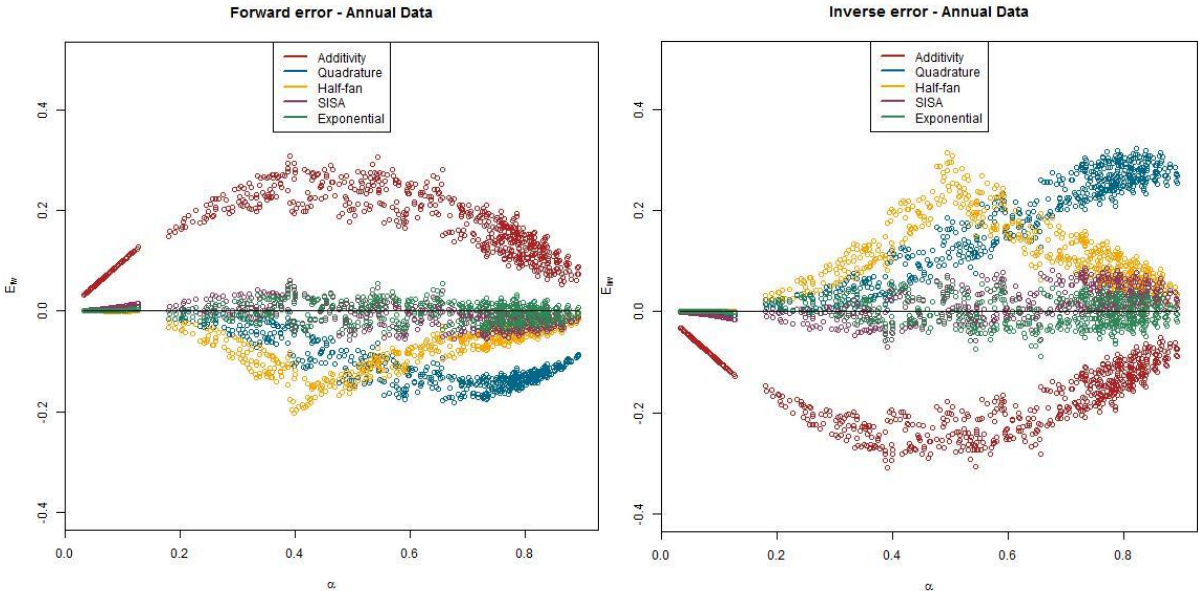 Forward error - Annual Data
Additivity
Quadrature
Half-fan
SISA
Exponential
0.4
0.2
0.0
-0.2
-0.4
0.0 0.2 0.4 0.6 0.8
α
Inverse error - Annual Data
Additivity
Quadrature
Half-fan
SISA
Exponential
0.4
0.2
0.0
-0.2
-0.4
0.0 0.2 0.4 0.6 0.8
α